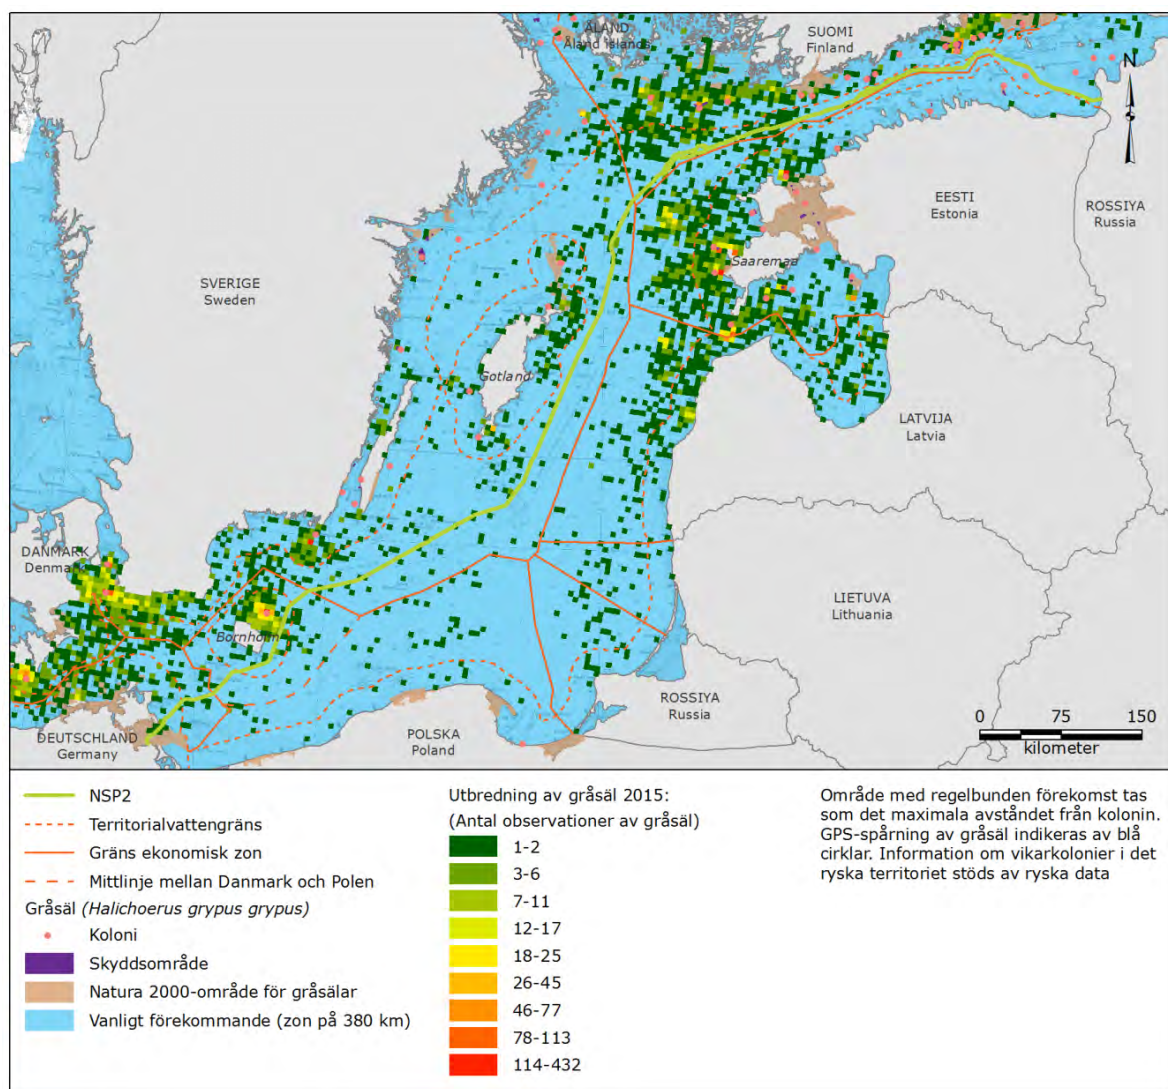 ÅLAND
Åland islands
SUOMI
Finland
N
EESTI
Estonia
ROSSIYA
Russia
SVERIGE
Sweden
Saaremaa
Gotland
LATVIJA
Latvia
DANMARK
Denmark
LIETUVA
Lithuania
Bornholm
ROSSIYA
Russia
DEUTSCHLAND
Germany
POLSKA
Poland
0 75 150
kilometer
NSP2
Territorialvattengräns
Gräns ekonomisk zon
Mittlinje mellan Danmark och Polen
Gråsäl (Halichoerus grypus grypus)
Koloni
Skyddsområde
Natura 2000-område för gråsälar
Vanligt förekommande (zon på 380 km)
Utbredning av gråsäl 2015:
(Antal observationer av gråsäl)
1-2
3-6
7-11
12-17
18-25
26-45
46-77
78-113
114-432
Område med regelbunden förekomst tas
som det maximala avståndet från kolonin.
GPS-spårning av gråsäl indikeras av blå
cirklar. Information om vikarkolonier i det
ryska territoriet stöds av ryska data